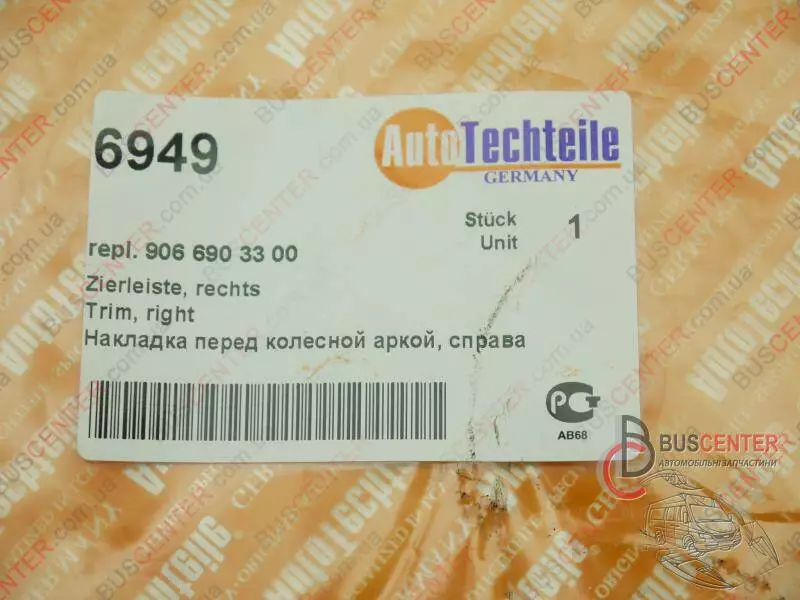 6949
AutoTechteile
GERMANY
Stück
Unit
1
repl. 906 690 33 00
Zierleiste, rechts
Trim, right
Накладка перед колесной аркой, справа
РСТ
АВ68
BUSCENTER
АВТОМОБІЛЬНІ ЗАПЧАСТИНИ